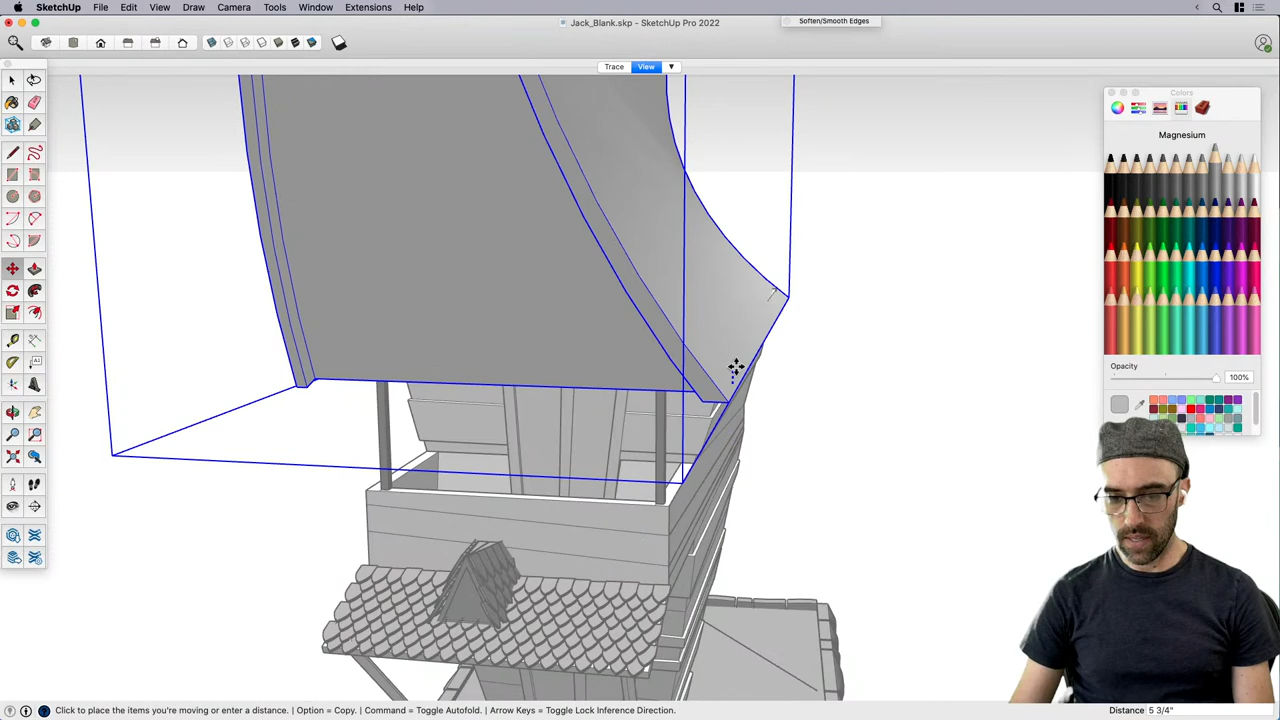 SketchUp File Edit View Draw Camera Tools Window Extensions Help
Jack_Blank.skp - SketchUp Pro 2022
Soften/Smooth Edges
Trace View
Colors
Magnesium
Opacity
100%
Click to place the items you're moving or enter a distance. | Option = Copy. | Command = Toggle Autofold. | Arrow Keys = Toggle Lock Inference Direction.
Distance 5 3/4"